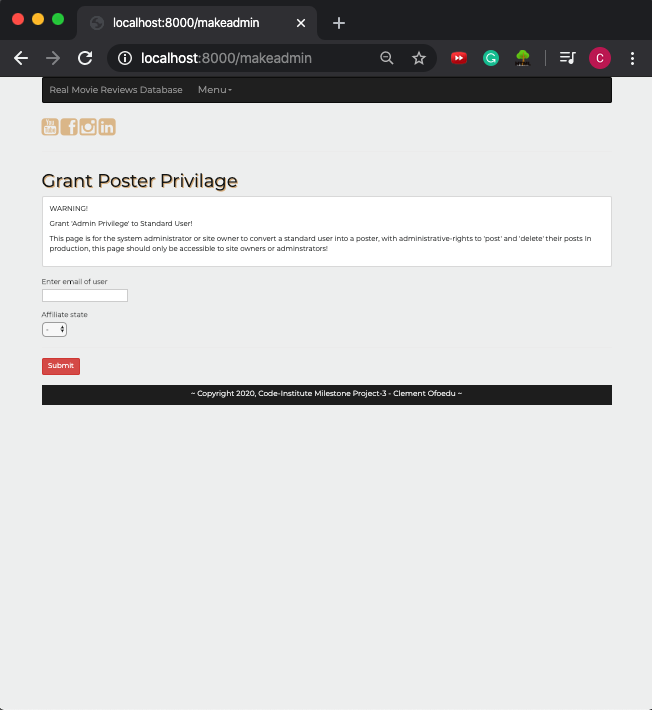 localhost:8000/makeadmin
localhost:8000/makeadmin
C
Real Movie Reviews Database Menu
You Tube f in
Grant Poster Privilage
WARNING!
Grant 'Admin Privilege' to Standard User!
This page is for the system administrator or site owner to convert a standard user into a poster, with administrative-rights to 'post' and 'delete' their posts In
production, this page should only be accessible to site owners or adminstrators!
Enter email of user
Affiliate state
-
Submit
~ Copyright 2020, Code-Institute Milestone Project-3 - Clement Ofoedu ~